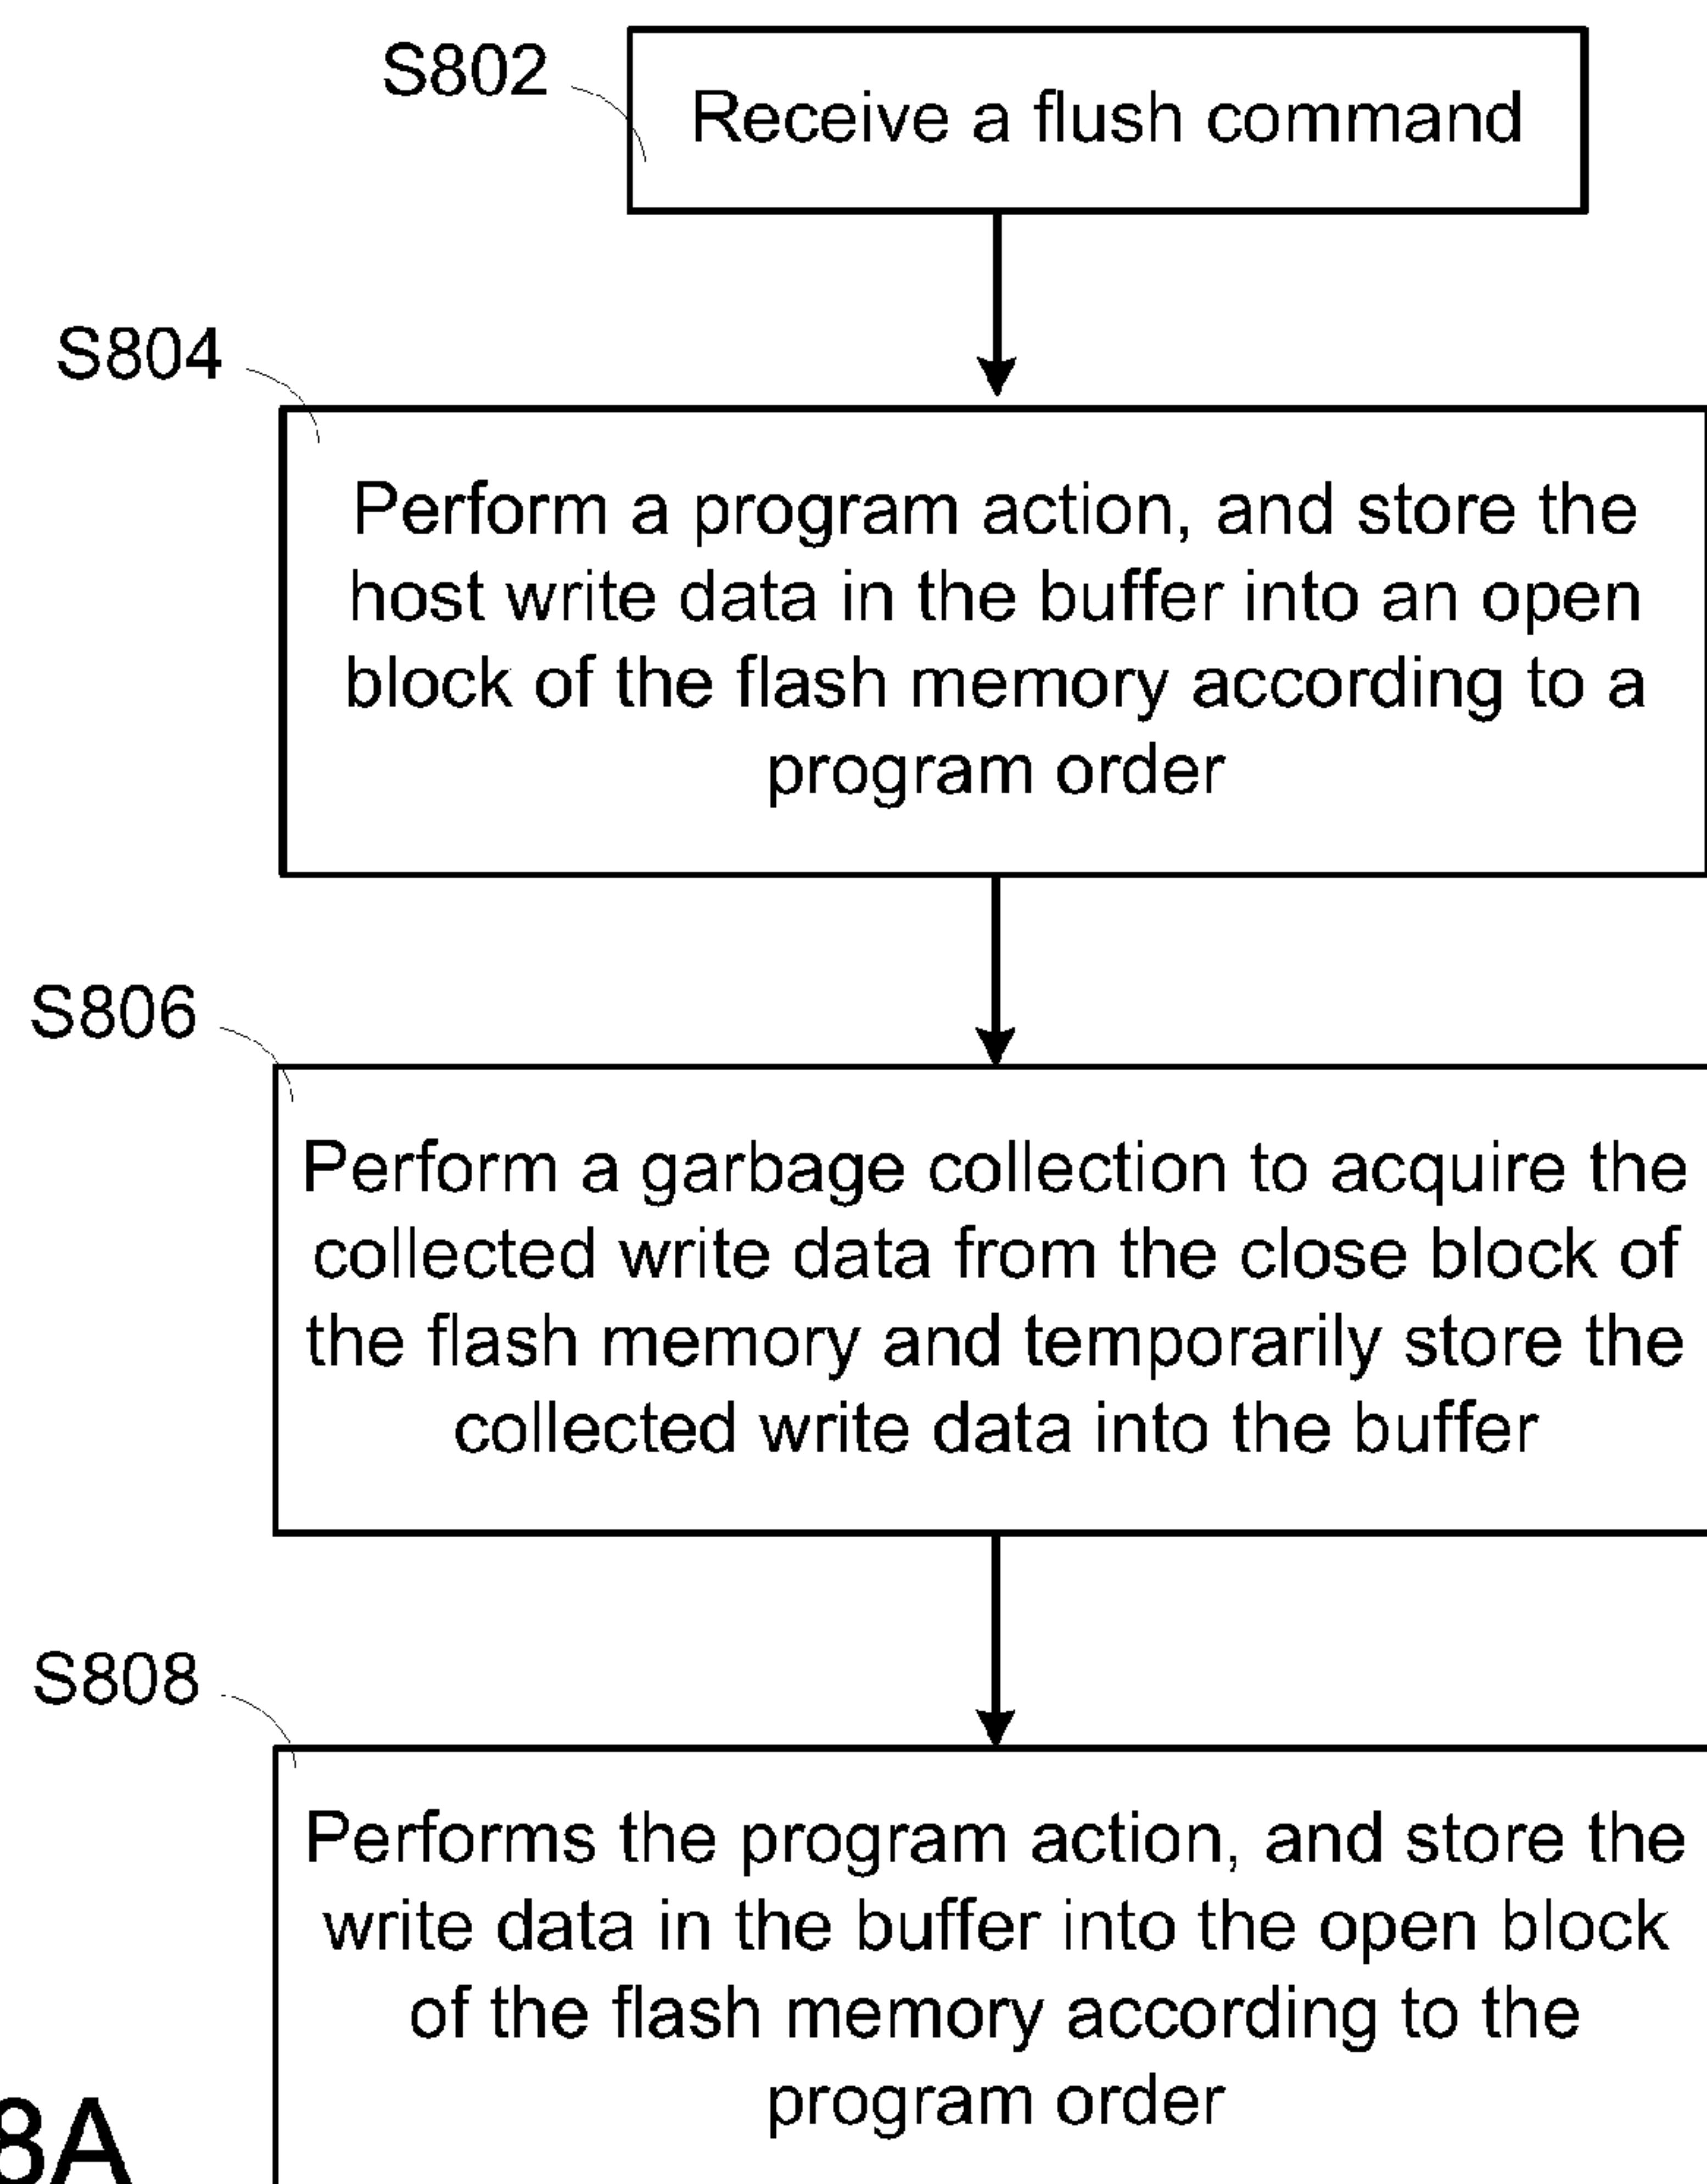 S802
Receive a flush command
S804
Perform a program action, and store the
host write data in the buffer into an open
block of the flash memory according to a
program order
S806
Perform a garbage collection to acquire the
collected write data from the close block of
the flash memory and temporarily store the
collected write data into the buffer
S808
Performs the program action, and store the
write data in the buffer into the open block
of the flash memory according to the
program order
8A